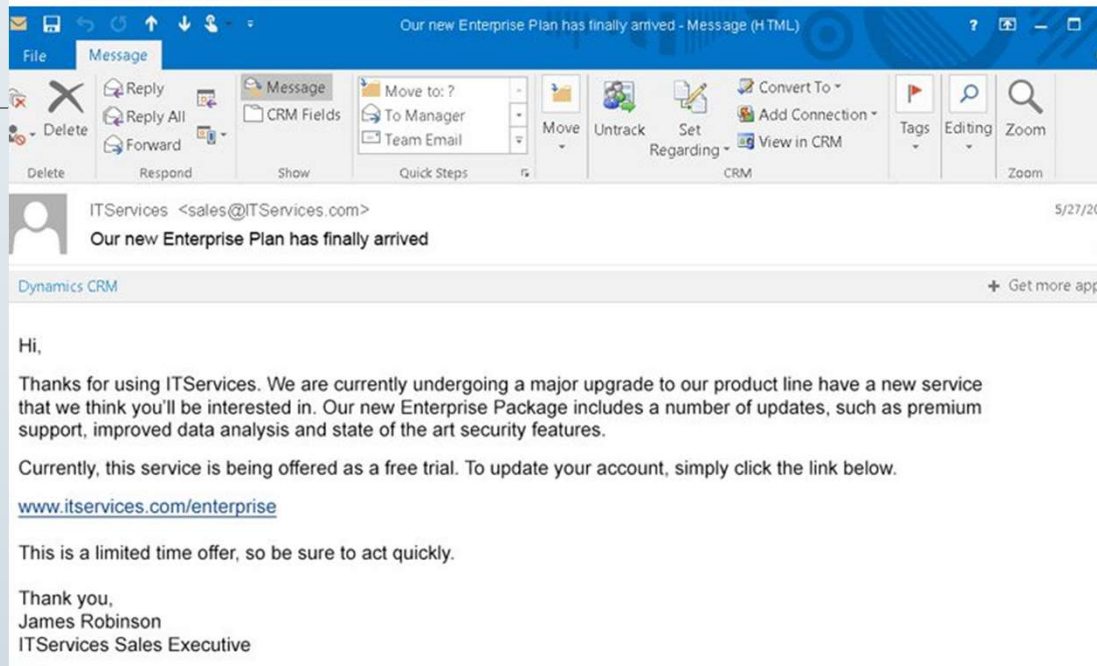 Our new Enterprise Plan has finally arrived - Message (HTML)
?
File Message
Delete
Reply
Reply All
Forward
Message
CRM Fields
Move to: ?
To Manager
Team Email
Move
Untrack
Set Regarding
Convert To
Add Connection
View in CRM
Tags
Editing
Zoom
Delete Respond Show Quick Steps CRM Zoom
ITServices <sales@ITServices.com> 5/27/20
Our new Enterprise Plan has finally arrived
Dynamics CRM + Get more app
Hi,
Thanks for using ITServices. We are currently undergoing a major upgrade to our product line have a new service
that we think you'll be interested in. Our new Enterprise Package includes a number of updates, such as premium
support, improved data analysis and state of the art security features.
Currently, this service is being offered as a free trial. To update your account, simply click the link below.
www.itservices.com/enterprise
This is a limited time offer, so be sure to act quickly.
Thank you,
James Robinson
ITServices Sales Executive